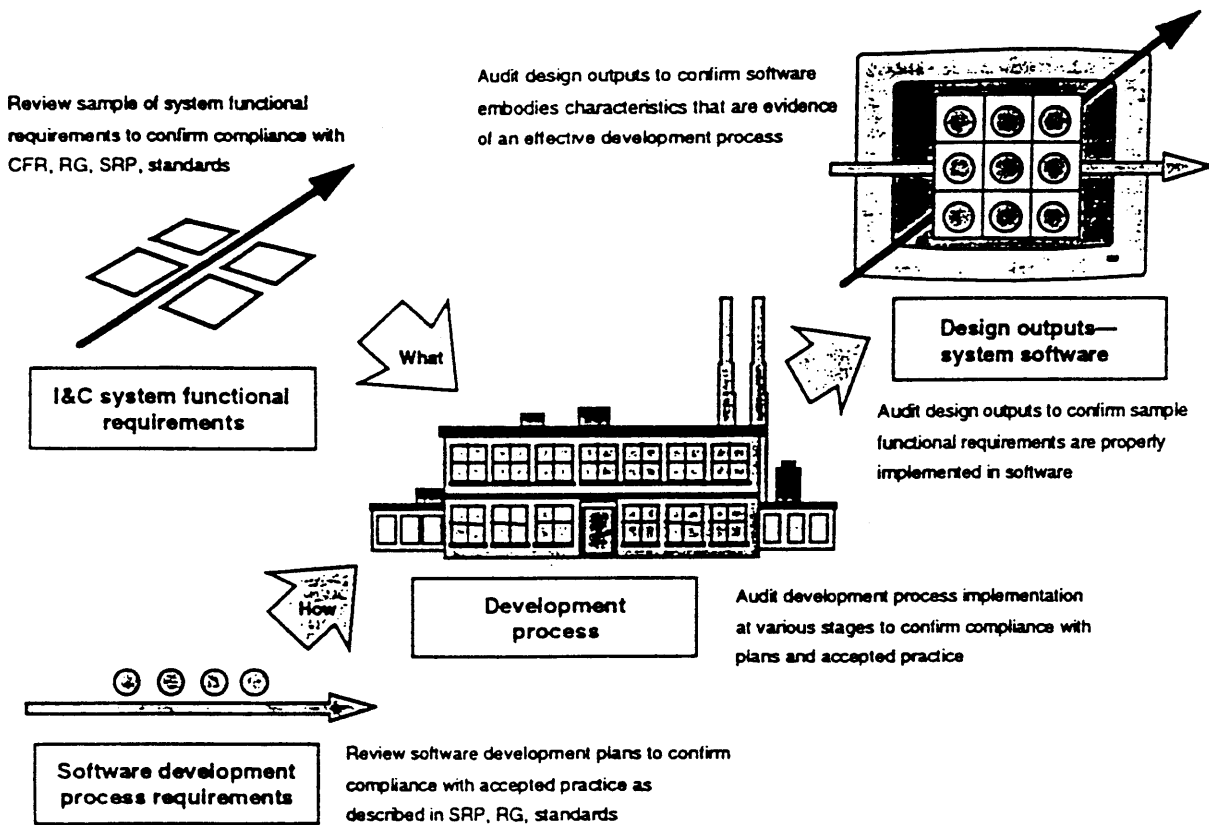 Review sample of system functional
requirements to confirm compliance with
CFR, RG, SRP, standards
Audit design outputs to confirm software
embodies characteristics that are evidence
of an effective development process
I&C system functional
requirements
What
Design outputs—
system software
Audit design outputs to confirm sample
functional requirements are properly
implemented in software
How
Development
process
Audit development process implementation
at various stages to confirm compliance with
plans and accepted practice
Software development
process requirements
Review software development plans to confirm
compliance with accepted practice as
described in SRP, RG, standards